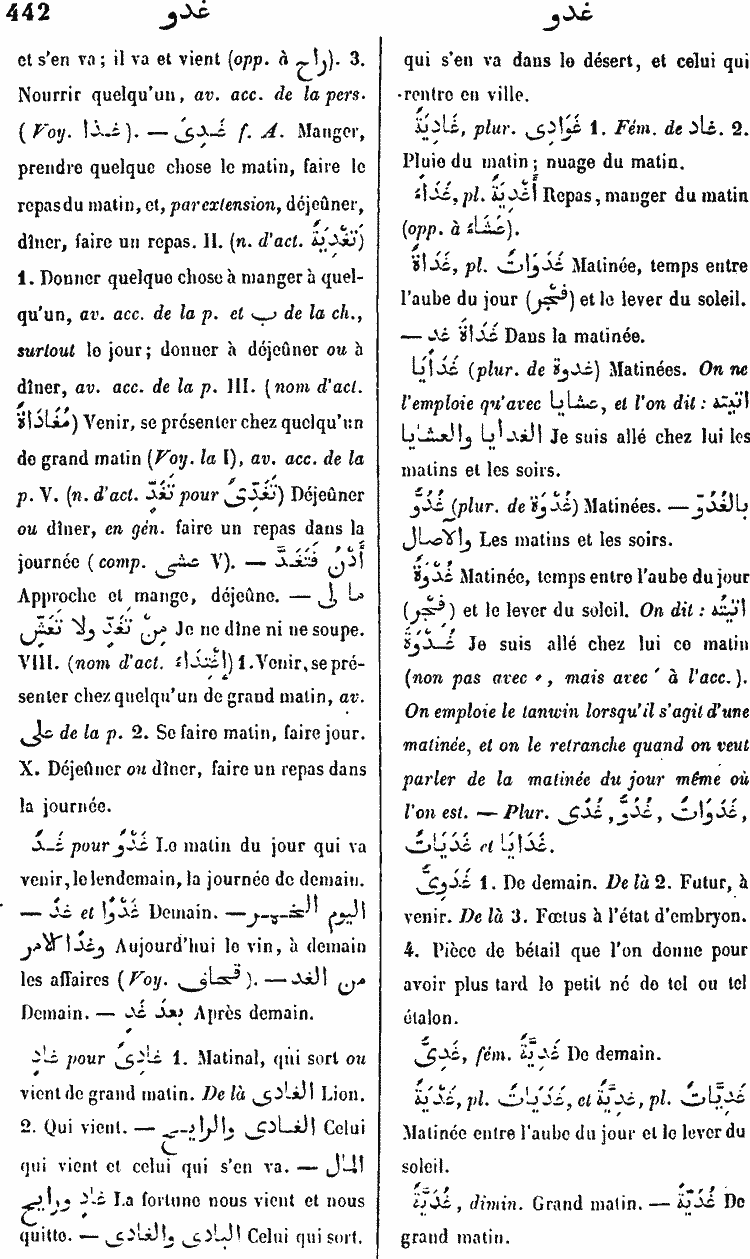 442
غدو
غدو
et s'en va; il va et vient (opp. à راح). 3.
Nourrir quelqu'un, av. acc. de la pers.
(Voy. غذا). — غَدِىَ f. A. Manger,
prendre quelque chose le matin, faire le
repas du matin, et, par extension, déjeûner,
dîner, faire un repas. II. (n. d'act. تَغْدِيَةٌ)
1. Donner quelque chose à manger à quel-
qu'un, av. acc. de la p. et ب de la ch.,
surtout le jour; donner à déjeûner ou à
dîner, av. acc. de la p. III. (nom d'act.
مُغَادَاةٌ) Venir, se présenter chez quelqu'un
de grand matin (Voy. la I), av. acc. de la
p. V. (n. d'act. تَغَدٍّ pour تَغَدُّىٌ) Déjeûner
ou dîner, en gén. faire un repas dans la
journée (comp. عشى V). — أُدْنُ فَتَغَدَّ
Approche et mange, déjeûne. — ما لى
مِنْ تَغَدٍّ ولا تَعَشٍّ Je ne dîne ni ne soupe.
VIII. (nom d'act. إِغْتِدَاءٌ) 1. Venir, se pré-
senter chez quelqu'un de grand matin, av.
على de la p. 2. Se faire matin, faire jour.
X. Déjeûner ou dîner, faire un repas dans
la journée.
غَدٌ pour غَدْوٌ Le matin du jour qui va
venir, le lendemain, la journée de demain.
— غَدًا et غَدْوًا Demain. — اليوم الخمر
وغدا لامر Aujourd'hui le vin, à demain
les affaires (Voy. قحاف). — من الغد
Demain. — بعد غَدٍ Après demain.
غادٍ pour غادِىٌ 1. Matinal, qui sort ou
vient de grand matin. De là الغادى Lion.
2. Qui vient. — الغادى والرايح Celui
qui vient et celui qui s'en va. — المال
غادٍ ورايح La fortune nous vient et nous
quitte. — البادى والغادى Celui qui sort.
qui s'en va dans le désert, et celui qui
rentre en ville.
غَادِيَةٌ, plur. غَوَادِى 1. Fém. de غاد. 2.
Pluie du matin; nuage du matin.
غَدَاءٌ, pl. أَغْدِيَةٌ Repas, manger du matin
(opp. à عَشَاءٌ).
غَدَاةٌ, pl. غَدَوَاتٌ Matinée, temps entre
l'aube du jour (فَجْر) et le lever du soleil.
— غَدَاةَ غدٍ Dans la matinée.
غَدَايَا (plur. de غدوة) Matinées. On ne
l'emploie qu'avec عشايا, et l'on dit : اتيته
الغدايا والعشايا Je suis allé chez lui les
matins et les soirs.
غُدُوٌّ (plur. de غُدْوَةٌ) Matinées. — بِالغُدُوِّ
والآصال Les matins et les soirs.
غُدْوَةٌ Matinée, temps entre l'aube du jour
(فَجْر) et le lever du soleil. On dit : اتيتُه
غُدْوَةَ Je suis allé chez lui ce matin
(non pas avec ً, mais avec َ à l'acc.).
On emploie le tanwin lorsqu'il s'agit d'une
matinée, et on le retranche quand on veut
parler de la matinée du jour même où
l'on est. — Plur. غُدًى, غُدُوٌّ, غَدَوَاتٌ,
غَدَيَاتٌ et غَدَايَا.
غَدَوِىٌّ 1. De demain. De là 2. Futur, à
venir. De là 3. Fœtus à l'état d'embryon.
4. Pièce de bétail que l'on donne pour
avoir plus tard le petit né de tel ou tel
étalon.
غَدِىٌّ, fém. غَدِيَّةٌ De demain.
غَدْيَةٌ, pl. غَدَيَاتٌ, et غَدِيَّةٌ, pl. غَدِيَّاتٌ
Matinée entre l'aube du jour et le lever du
soleil.
غُدَيَّةٌ, dimin. Grand matin. — غُدَيَّةً De
grand matin.